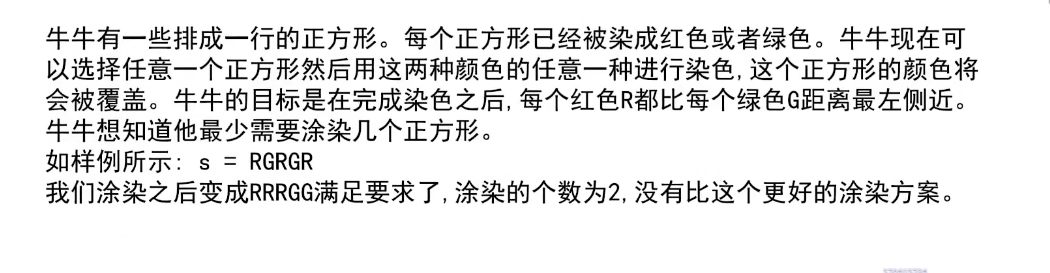 牛牛有一些排成一行的正方形。每个正方形已经被染成红色或者绿色。牛牛现在可
以选择任意一个正方形然后用这两种颜色的任意一种进行染色,这个正方形的颜色将
会被覆盖。牛牛的目标是在完成染色之后,每个红色R都比每个绿色G距离最左侧近。
牛牛想知道他最少需要涂染几个正方形。
如样例所示: s = RGRGR
我们涂染之后变成RRRGG满足要求了,涂染的个数为2,没有比这个更好的涂染方案。